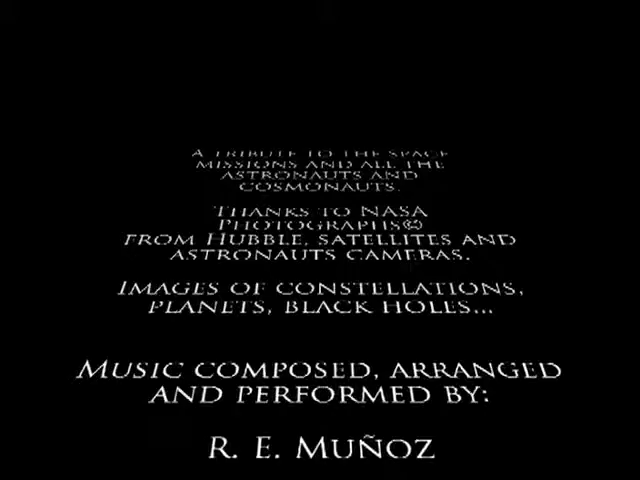 A TRIBUTE TO THE SPACE
MISSIONS AND ALL THE
ASTRONAUTS AND
COSMONAUTS.
THANKS TO NASA
PHOTOGRAPHS©
FROM HUBBLE, SATELLITES AND
ASTRONAUTS CAMERAS.
IMAGES OF CONSTELLATIONS,
PLANETS, BLACK HOLES...
MUSIC COMPOSED, ARRANGED
AND PERFORMED BY:
R. E. MUÑOZ